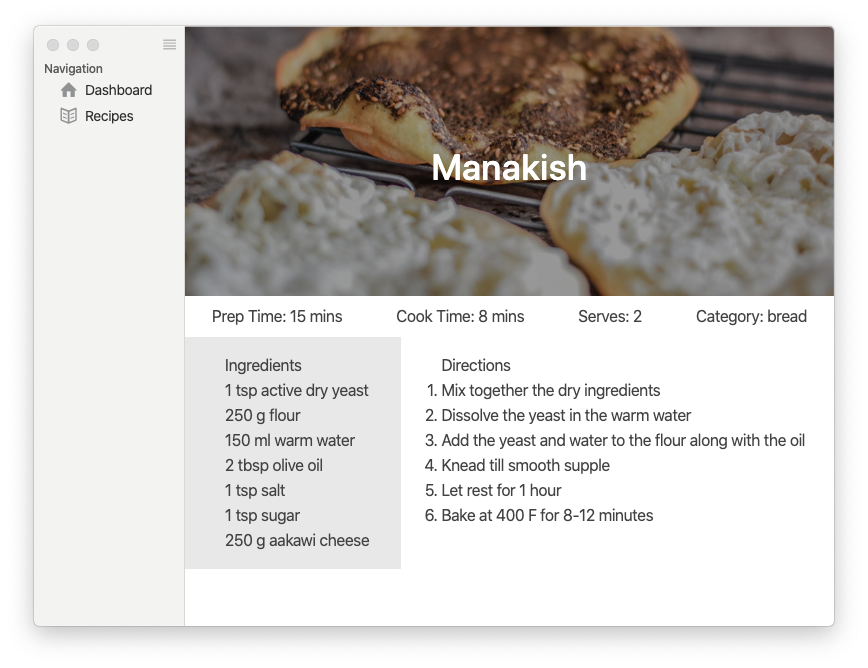 Navigation
Dashboard
Recipes
Manakish
Prep Time: 15 mins Cook Time: 8 mins Serves: 2 Category: bread
Ingredients
1 tsp active dry yeast
250 g flour
150 ml warm water
2 tbsp olive oil
1 tsp salt
1 tsp sugar
250 g aakawi cheese
Directions
1. Mix together the dry ingredients
2. Dissolve the yeast in the warm water
3. Add the yeast and water to the flour along with the oil
4. Knead till smooth supple
5. Let rest for 1 hour
6. Bake at 400 F for 8-12 minutes